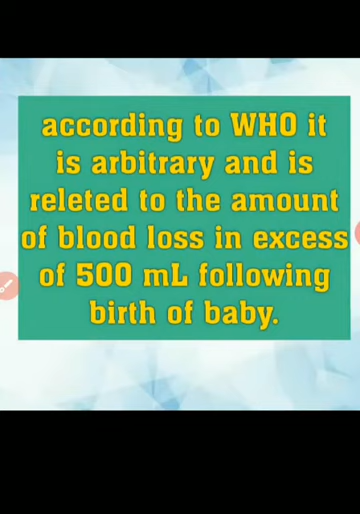 according to WHO it
is arbitrary and is
releted to the amount
of blood loss in excess
of 500 mL following
birth of baby.